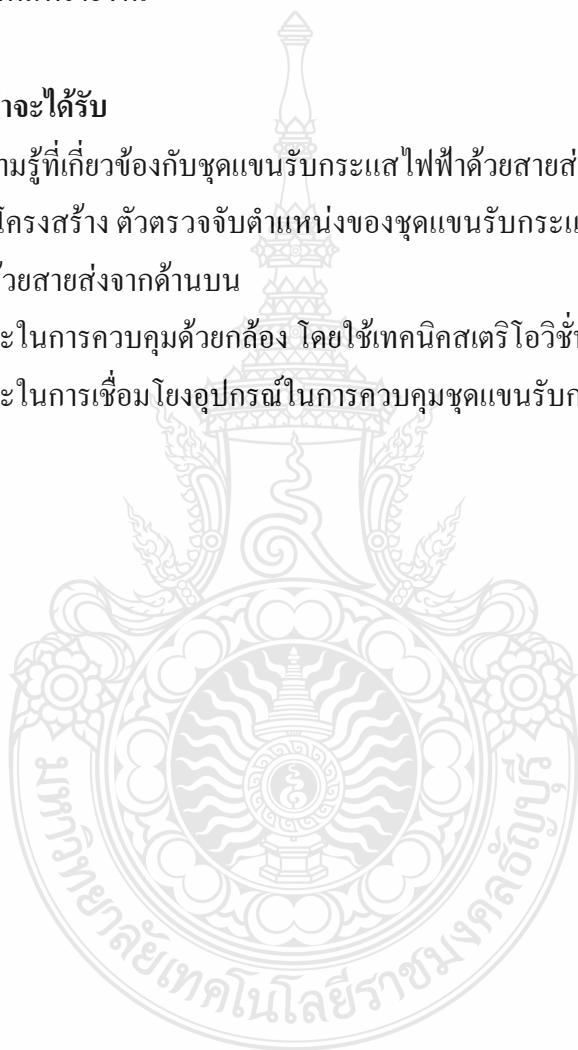 าจะได้รับ
ามรู้ที่เกี่ยวข้องกับชุดแขนรับกระแสไฟฟ้าด้วยสายส่
โครงสร้าง ตัวตรวจจับตำแหน่งของชุดแขนรับกระแ
้วยสายส่งจากด้านบน
ะในการควบคุมด้วยกล้อง โดยใช้เทคนิคสเตริโอวิชั่
ะในการเชื่อมโยงอุปกรณ์ในการควบคุมชุดแขนรับก
มหาวิทยาลัยเทคโนโลยีราชมงคลธัญบุรี